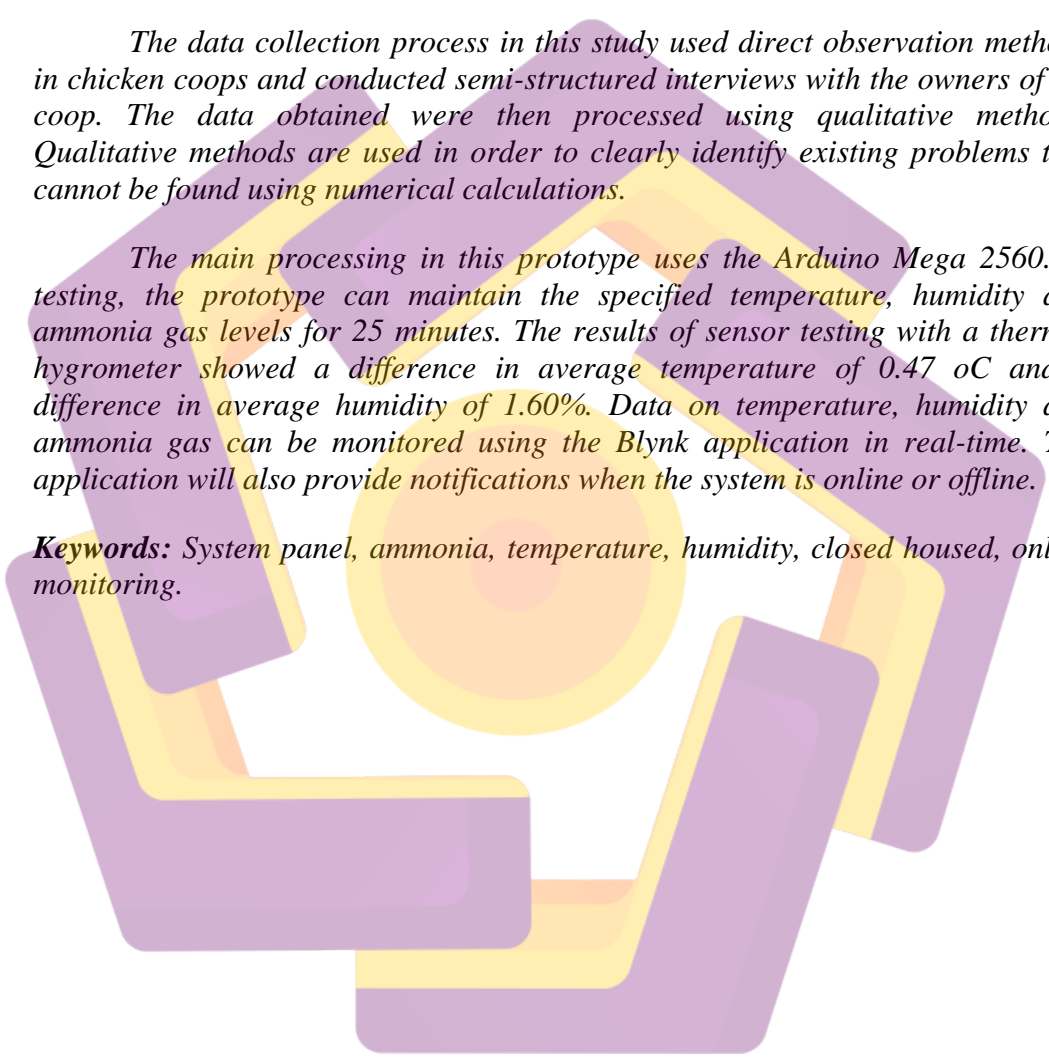 The data collection process in this study used direct observation metho
in chicken coops and conducted semi-structured interviews with the owners of
coop. The data obtained were then processed using qualitative metho
Qualitative methods are used in order to clearly identify existing problems t
cannot be found using numerical calculations.
The main processing in this prototype uses the Arduino Mega 2560.
testing, the prototype can maintain the specified temperature, humidity a
ammonia gas levels for 25 minutes. The results of sensor testing with a therm
hygrometer showed a difference in average temperature of 0.47 oC and
difference in average humidity of 1.60%. Data on temperature, humidity a
ammonia gas can be monitored using the Blynk application in real-time. T
application will also provide notifications when the system is online or offline.
Keywords: System panel, ammonia, temperature, humidity, closed housed, onl
monitoring.